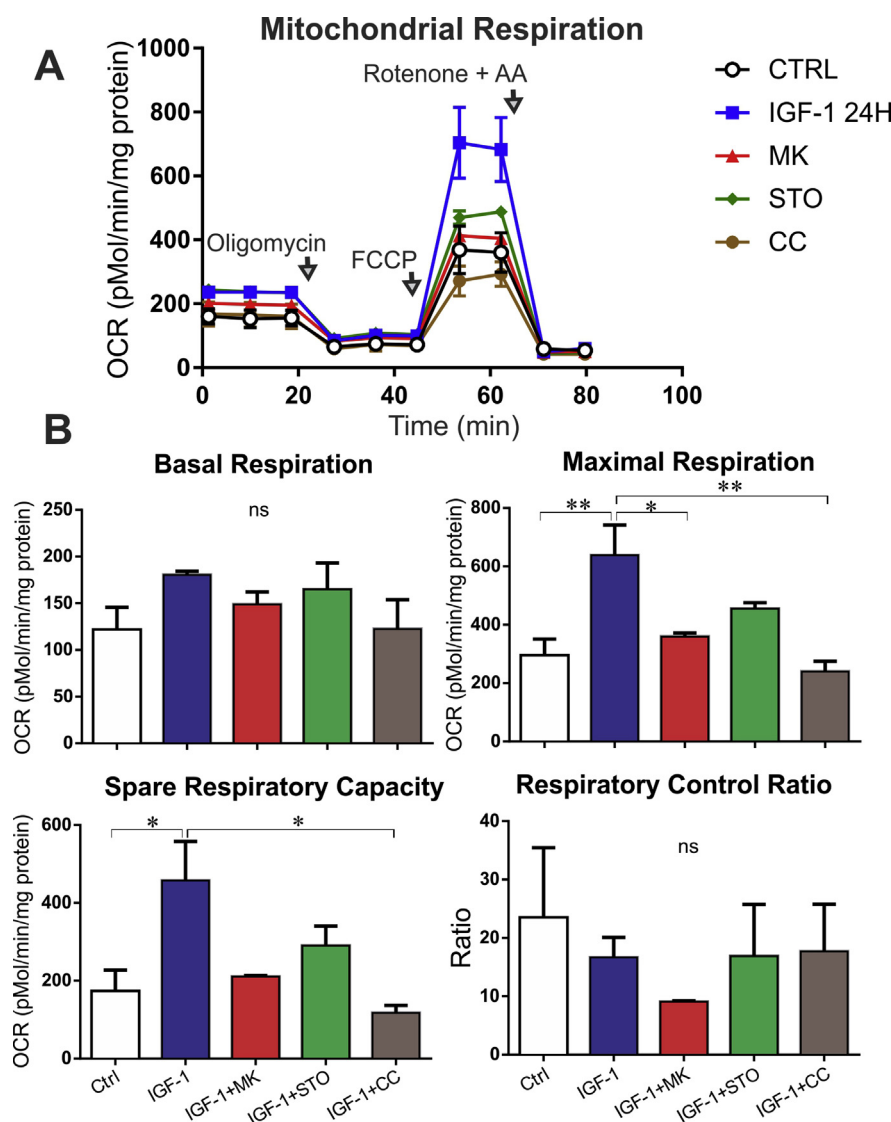 A
Mitochondrial Respiration
OCR (pMol/min/mg protein)
1000
800
600
400
200
0
Oligomycin
FCCP
Rotenone + AA
0 20 40 60 80 100
Time (min)
CTRL
IGF-1 24H
MK
STO
CC
B
Basal Respiration
OCR (pMol/min/mg protein)
250
200
150
100
50
0
ns
Maximal Respiration
OCR (pMol/min/mg protein)
800
600
400
200
0
** * **
Spare Respiratory Capacity
OCR (pMol/min/mg protein)
600
400
200
0
* *
Ctrl IGF-1 IGF-1+MK IGF-1+STO IGF-1+CC
Respiratory Control Ratio
Ratio
40
30
20
10
0
ns
Ctrl IGF-1 IGF-1+MK IGF-1+STO IGF-1+CC